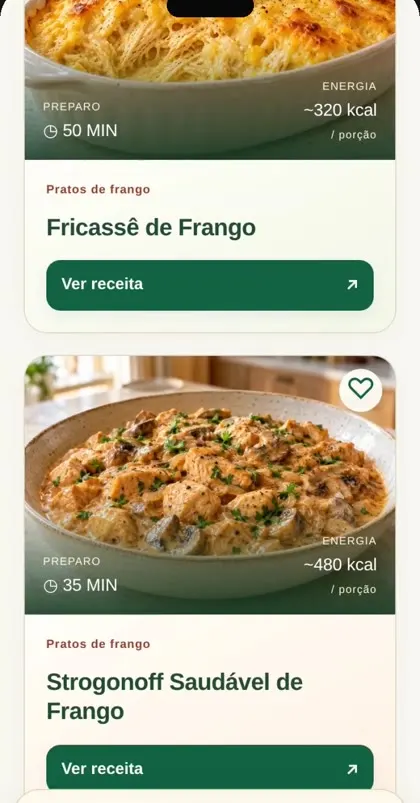 PREPARO
50 MIN
ENERGIA
~320 kcal
/ porção
Pratos de frango
Fricassê de Frango
Ver receita
PREPARO
35 MIN
ENERGIA
~480 kcal
/ porção
Pratos de frango
Strogonoff Saudável de
Frango
Ver receita